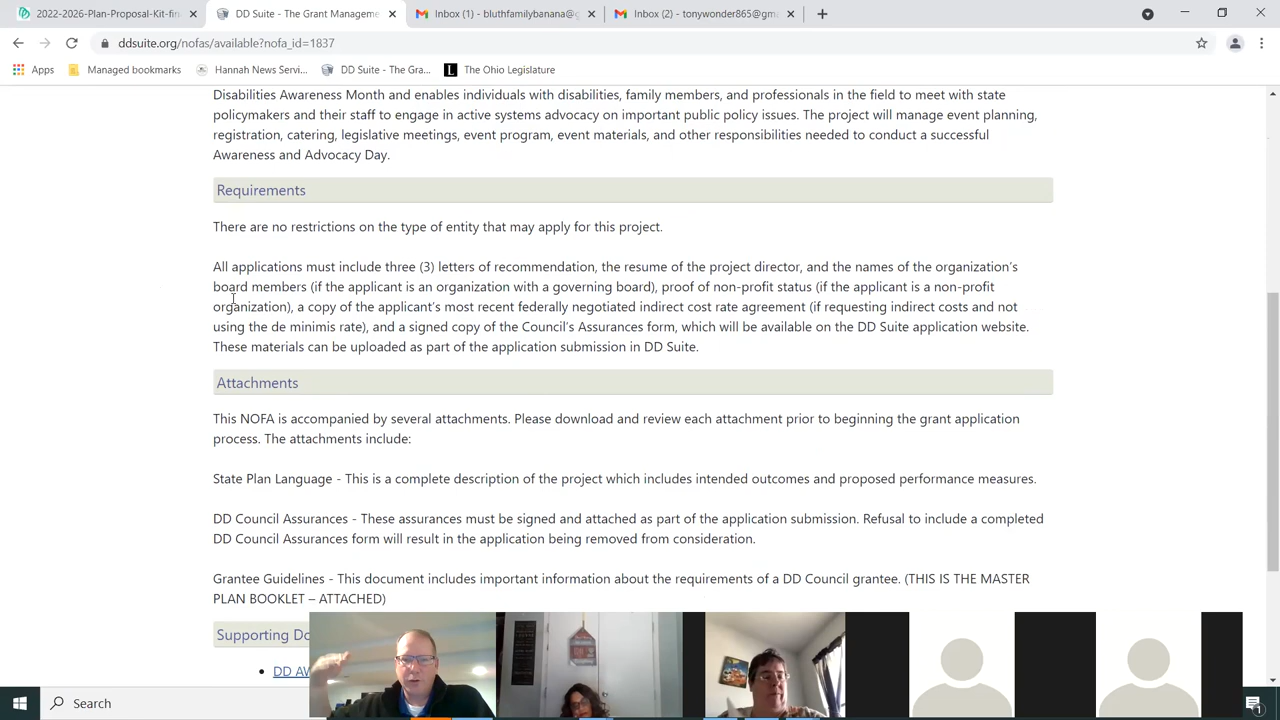 2022-2026-Plan-Proposal-Kit-fin
DD Suite - The Grant Managemen
Inbox (1) - bluthfamilybanana@g
Inbox (2) - tonywonder865@gma
ddsuite.org/nofas/available?nofa_id=1837
Apps
Managed bookmarks
Hannah News Servi...
DD Suite - The Gra...
The Ohio Legislature
Disabilities Awareness Month and enables individuals with disabilities, family members, and professionals in the field to meet with state
policymakers and their staff to engage in active systems advocacy on important public policy issues. The project will manage event planning,
registration, catering, legislative meetings, event program, event materials, and other responsibilities needed to conduct a successful
Awareness and Advocacy Day.
Requirements
There are no restrictions on the type of entity that may apply for this project.
All applications must include three (3) letters of recommendation, the resume of the project director, and the names of the organization's
board members (if the applicant is an organization with a governing board), proof of non-profit status (if the applicant is a non-profit
organization), a copy of the applicant's most recent federally negotiated indirect cost rate agreement (if requesting indirect costs and not
using the de minimis rate), and a signed copy of the Council's Assurances form, which will be available on the DD Suite application website.
These materials can be uploaded as part of the application submission in DD Suite.
Attachments
This NOFA is accompanied by several attachments. Please download and review each attachment prior to beginning the grant application
process. The attachments include:
State Plan Language - This is a complete description of the project which includes intended outcomes and proposed performance measures.
DD Council Assurances - These assurances must be signed and attached as part of the application submission. Refusal to include a completed
DD Council Assurances form will result in the application being removed from consideration.
Grantee Guidelines - This document includes important information about the requirements of a DD Council grantee. (THIS IS THE MASTER
PLAN BOOKLET – ATTACHED)
Supporting Do
DD AW
Search